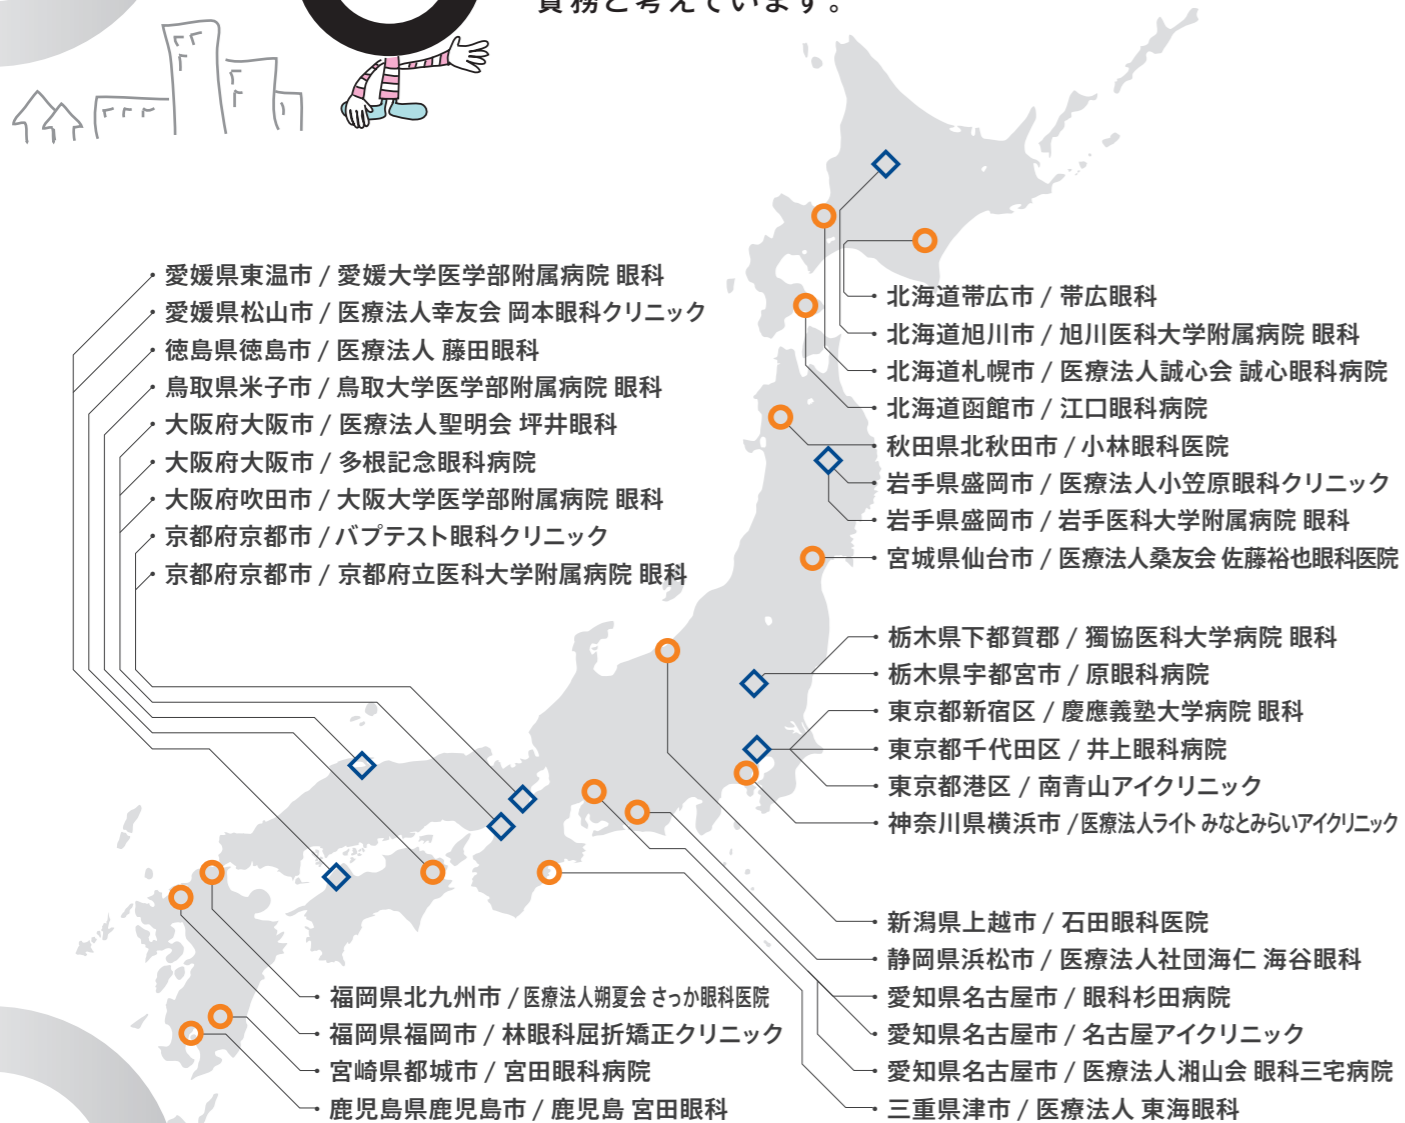 責務と考えています。
愛媛県東温市 / 愛媛大学医学部附属病院 眼科
愛媛県松山市 / 医療法人幸友会 岡本眼科クリニック
徳島県徳島市 / 医療法人 藤田眼科
鳥取県米子市 / 鳥取大学医学部附属病院 眼科
大阪府大阪市 / 医療法人聖明会 坪井眼科
大阪府大阪市 / 多根記念眼科病院
大阪府吹田市 / 大阪大学医学部附属病院 眼科
京都府京都市 / バプテスト眼科クリニック
京都府京都市 / 京都府立医科大学附属病院 眼科
北海道帯広市 / 帯広眼科
北海道旭川市 / 旭川医科大学附属病院 眼科
北海道札幌市 / 医療法人誠心会 誠心眼科病院
北海道函館市 / 江口眼科病院
秋田県北秋田市 / 小林眼科医院
岩手県盛岡市 / 医療法人小笠原眼科クリニック
岩手県盛岡市 / 岩手医科大学附属病院 眼科
宮城県仙台市 / 医療法人桑友会 佐藤裕也眼科医院
栃木県下都賀郡 / 獨協医科大学病院 眼科
栃木県宇都宮市 / 原眼科病院
東京都新宿区 / 慶應義塾大学病院 眼科
東京都千代田区 / 井上眼科病院
東京都港区 / 南青山アイクリニック
神奈川県横浜市 / 医療法人ライト みなとみらいアイクリニック
新潟県上越市 / 石田眼科医院
静岡県浜松市 / 医療法人社団海仁 海谷眼科
愛知県名古屋市 / 眼科杉田病院
愛知県名古屋市 / 名古屋アイクリニック
愛知県名古屋市 / 医療法人湘山会 眼科三宅病院
三重県津市 / 医療法人 東海眼科
福岡県北九州市 / 医療法人朔夏会 さっか眼科医院
福岡県福岡市 / 林眼科屈折矯正クリニック
宮崎県都城市 / 宮田眼科病院
鹿児島県鹿児島市 / 鹿児島 宮田眼科